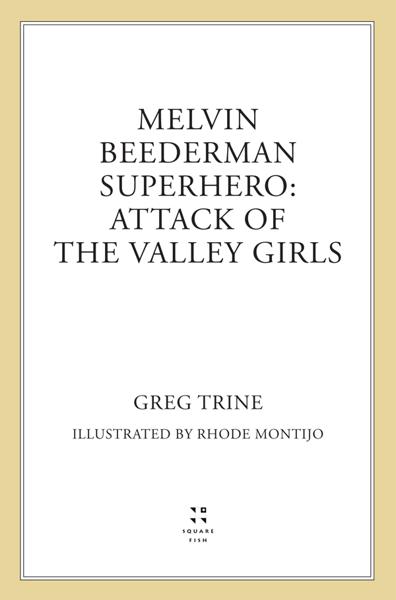 MELVIN
BEEDERMAN
SUPERHERO:
ATTACK OF
THE VALLEY GIRLS
GREG TRINE
ILLUSTRATED BY RHODE MONTIJO
SQUARE
FISH